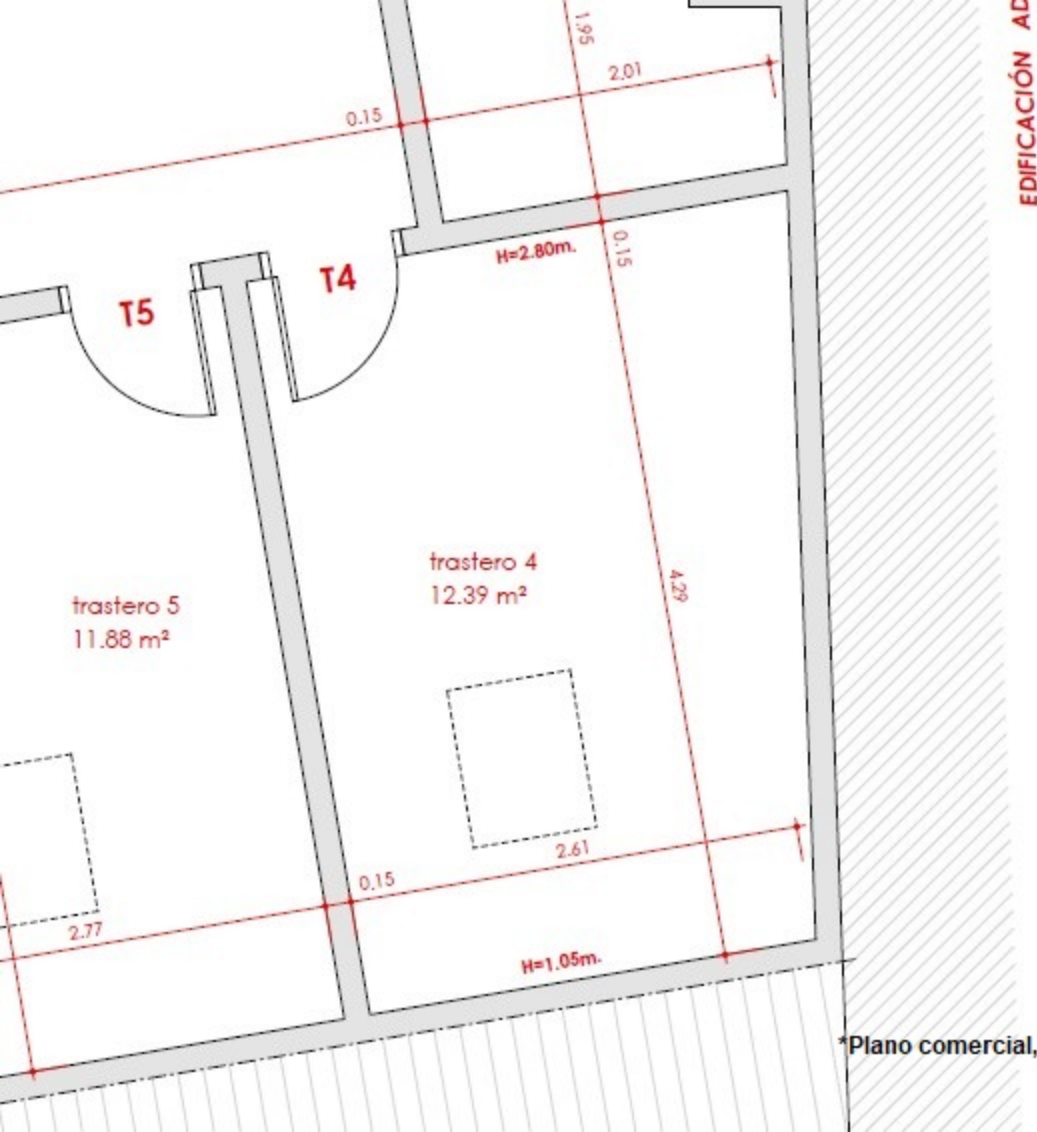 1.95
EDIFICACIÓN AD
2.01
0.15
H=2.80m.
0.15
T4
T5
trastero 4
12.39 m²
4.29
trastero 5
11.88 m²
2.61
0.15
2.77
H=1.05m.
*Plano comercial,